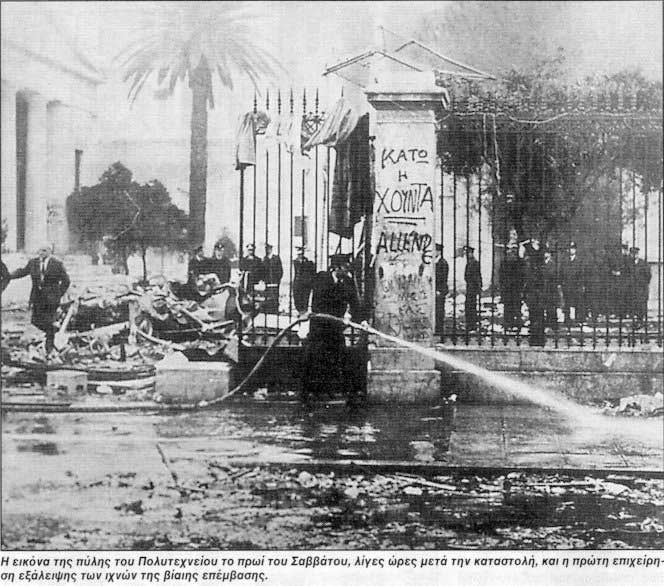 ΚΑΤΩ
Η
ΧΟΥΝΤΑ
ALLENDE
Η εικόνα της πύλης του Πολυτεχνείου το πρωί του Σαββάτου, λίγες ώρες μετά την καταστολή, και η πρώτη επιχείρη
ση εξάλειψης των ιχνών της βίαιης επέμβασης.